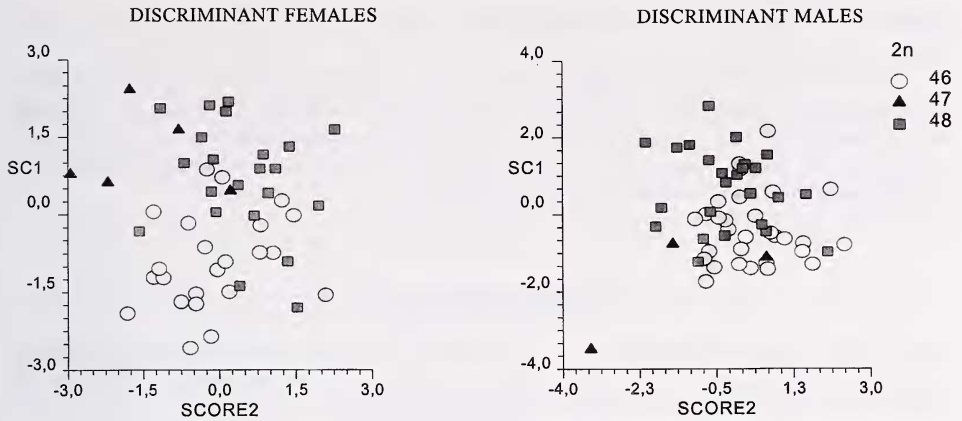 DISCRIMINANT FEMALES
3,0
1,5
SC1
0,0
-1,5
-3,0
-3,0 -1,5 0,0 1,5 3,0
SCORE2
DISCRIMINANT MALES
4,0
2,0
SC1
0,0
-2,0
-4,0
-4,0 -2,3 -0,5 1,3 3,0
SCORE2
2n
46
47
48